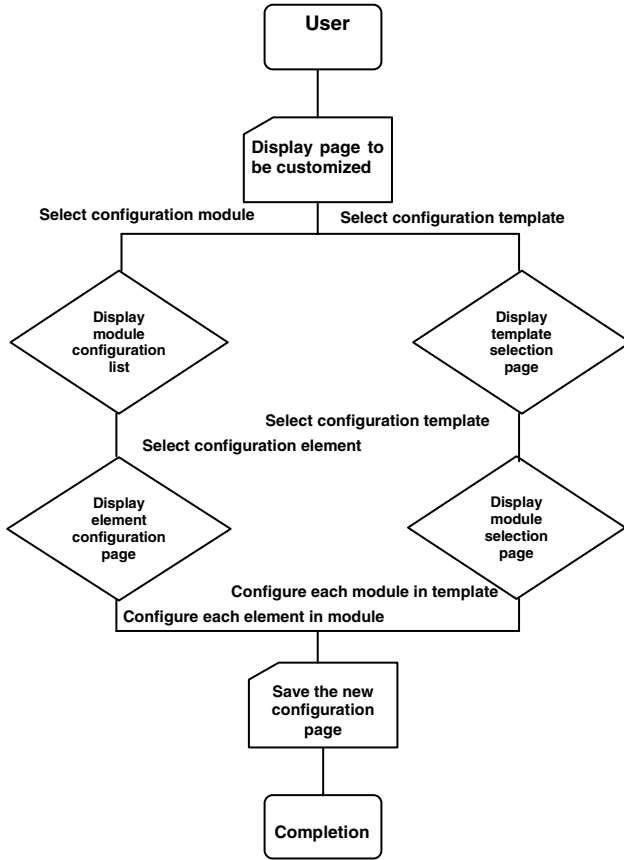 User
Display page to
be customized
Select configuration module
Select configuration template
Display
module
configuration
list
Display
template
selection
page
Select configuration element
Select configuration template
Display
element
configuration
page
Display
module
selection
page
Configure each module in template
Configure each element in module
Save the new
configuration
page
Completion